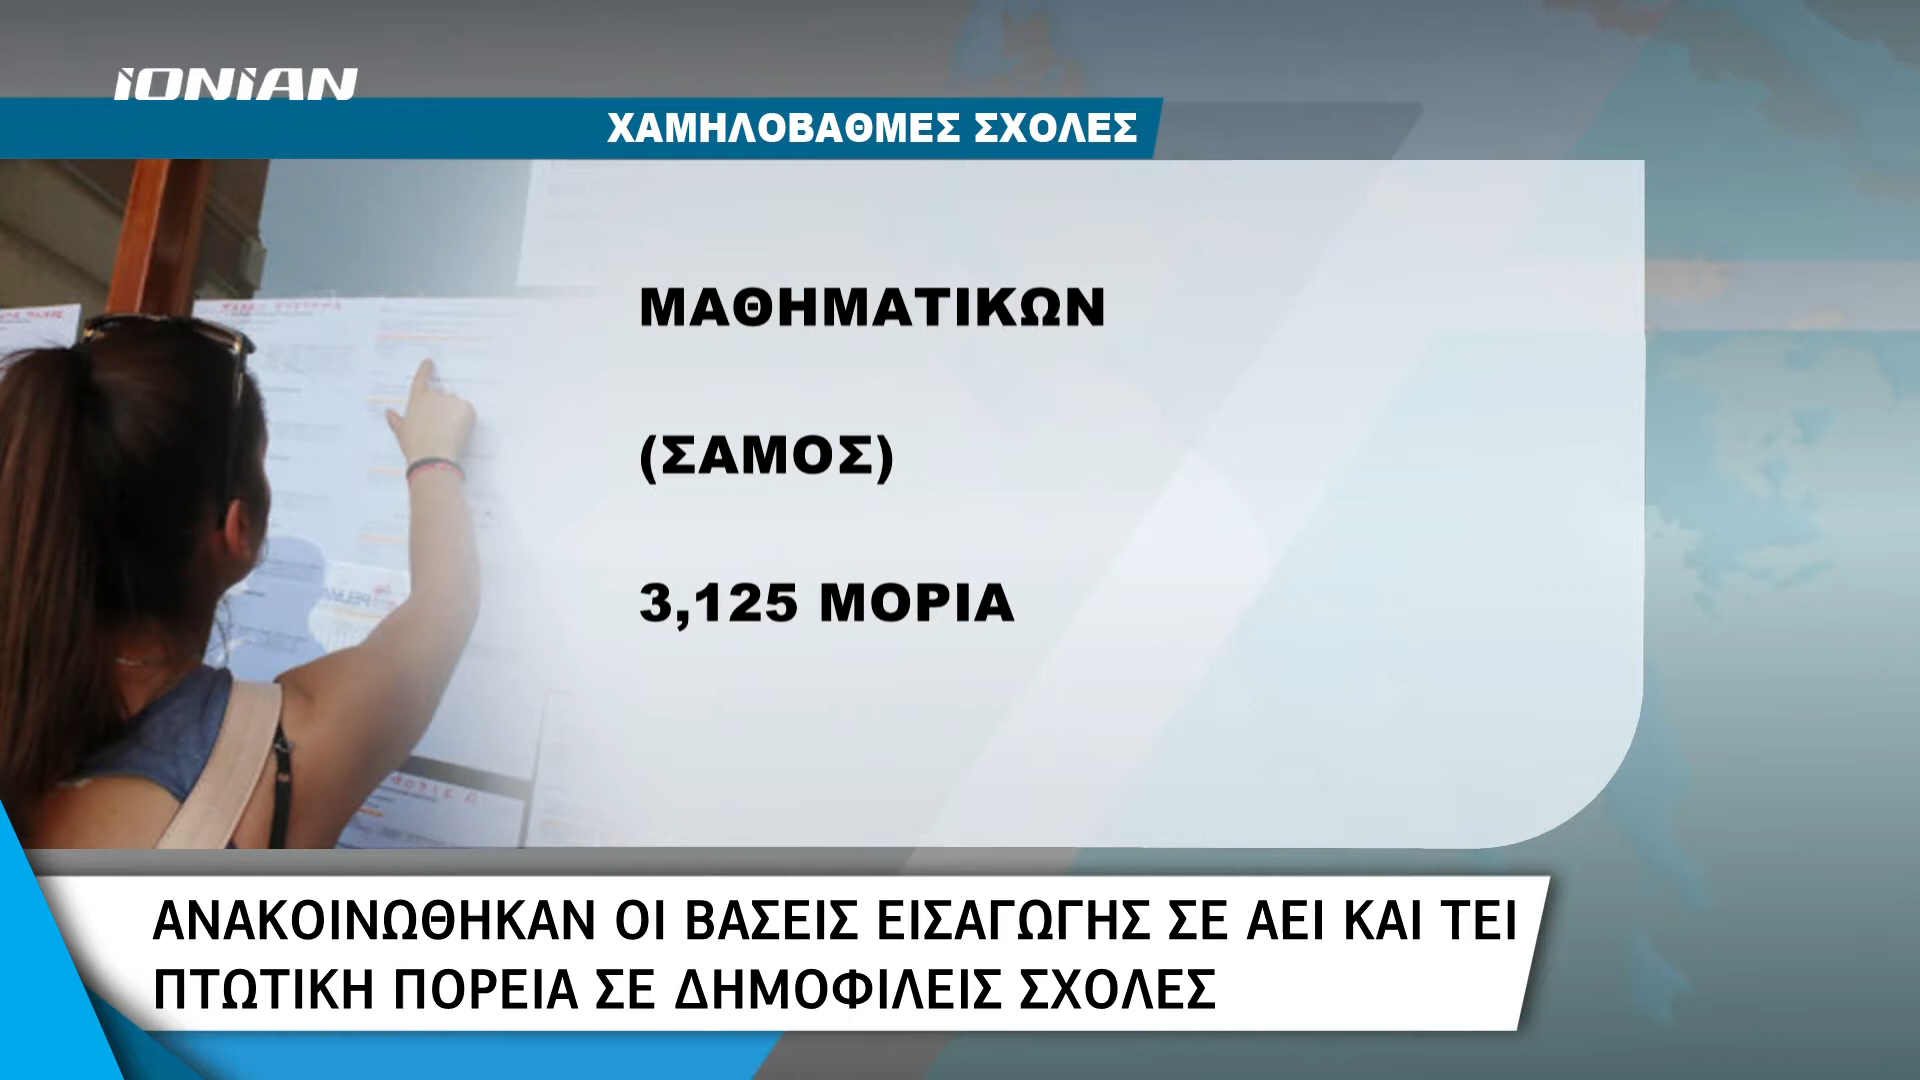 iONiAN
ΧΑΜΗΛΟΒΑΘΜΕΣ ΣΧΟΛΕΣ
ΜΑΘΗΜΑΤΙΚΩΝ
(ΣΑΜΟΣ)
3,125 ΜΟΡΙΑ
ΑΝΑΚΟΙΝΩΘΗΚΑΝ ΟΙ ΒΑΣΕΙΣ ΕΙΣΑΓΩΓΗΣ ΣΕ ΑΕΙ ΚΑΙ ΤΕΙ
ΠΤΩΤΙΚΗ ΠΟΡΕΙΑ ΣΕ ΔΗΜΟΦΙΛΕΙΣ ΣΧΟΛΕΣ